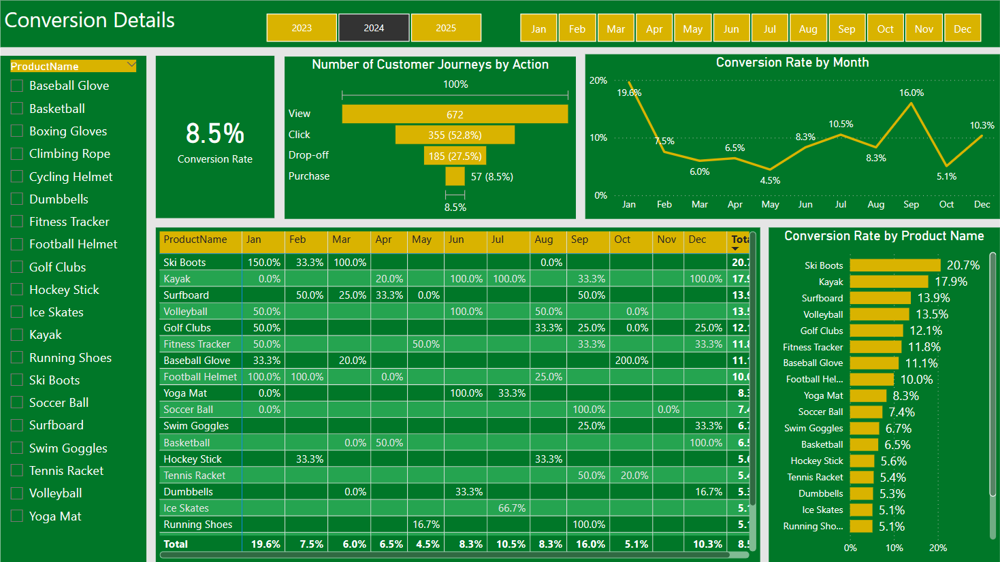 Conversion Details
2023 2024 2025
Jan Feb Mar Apr May Jun Jul Aug Sep Oct Nov Dec
ProductName
Baseball Glove
Basketball
Boxing Gloves
Climbing Rope
Cycling Helmet
Dumbbells
Fitness Tracker
Football Helmet
Golf Clubs
Hockey Stick
Ice Skates
Kayak
Running Shoes
Ski Boots
Soccer Ball
Surfboard
Swim Goggles
Tennis Racket
Volleyball
Yoga Mat
8.5%
Conversion Rate
Number of Customer Journeys by Action
100%
View 672
Click 355 (52.8%)
Drop-off 185 (27.5%)
Purchase 57 (8.5%)
8.5%
Conversion Rate by Month
20%
10%
0%
19.6% 7.5% 6.0% 6.5% 4.5% 8.3% 10.5% 8.3% 16.0% 5.1% 10.3%
Jan Feb Mar Apr May Jun Jul Aug Sep Oct Dec
ProductName Jan Feb Mar Apr May Jun Jul Aug Sep Oct Nov Dec
Ski Boots 150.0% 33.3% 100.0% 0.0% 20.7
Kayak 0.0% 20.0% 100.0% 100.0% 33.3% 100.0% 17.9
Surfboard 50.0% 25.0% 33.3% 0.0% 50.0% 13.9
Volleyball 50.0% 100.0% 50.0% 0.0% 13.5
Golf Clubs 50.0% 33.3% 25.0% 0.0% 25.0% 12.1
Fitness Tracker 50.0% 50.0% 33.3% 33.3% 11.8
Baseball Glove 33.3% 20.0% 200.0% 11.1
Football Helmet 100.0% 100.0% 0.0% 25.0% 10.0
Yoga Mat 0.0% 100.0% 33.3% 8.3
Soccer Ball 0.0% 100.0% 0.0% 7.4
Swim Goggles 25.0% 33.3% 6.7
Basketball 0.0% 50.0% 100.0% 6.5
Hockey Stick 33.3% 33.3% 5.6
Tennis Racket 50.0% 20.0% 5.4
Dumbbells 0.0% 33.3% 16.7% 5.3
Ice Skates 66.7% 5.1
Running Shoes 16.7% 100.0% 5.1
Total 19.6% 7.5% 6.0% 6.5% 4.5% 8.3% 10.5% 8.3% 16.0% 5.1% 10.3% 8.5
Conversion Rate by Product Name
Ski Boots 20.7%
Kayak 17.9%
Surfboard 13.9%
Volleyball 13.5%
Golf Clubs 12.1%
Fitness Tracker 11.8%
Baseball Glove 11.1%
Football Hel... 10.0%
Yoga Mat 8.3%
Soccer Ball 7.4%
Swim Goggles 6.7%
Basketball 6.5%
Hockey Stick 5.6%
Tennis Racket 5.4%
Dumbbells 5.3%
Ice Skates 5.1%
Running Sho... 5.1%
0% 10% 20%